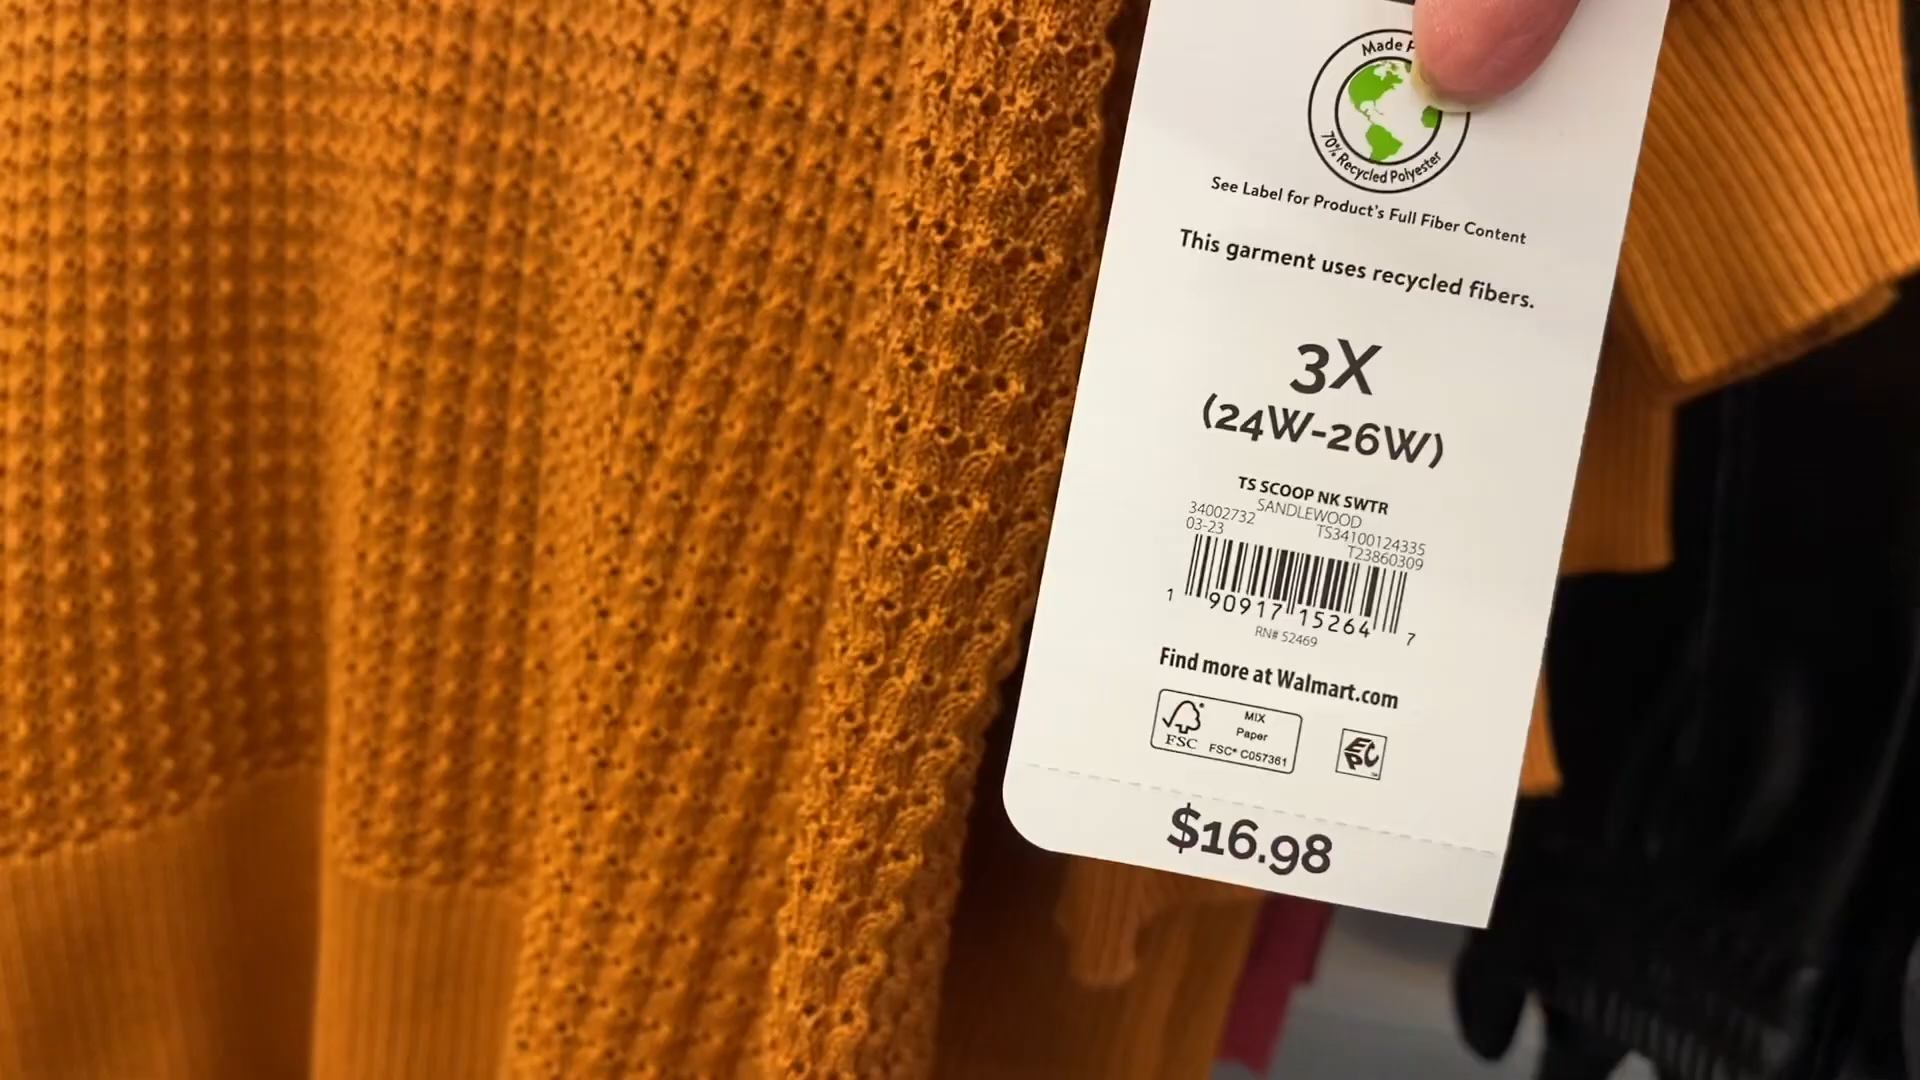 Made
70% Recycled Polyester
See Label for Product's Full Fiber Content
This garment uses recycled fibers.
3X
(24W-26W)
TS SCOOP NK SWTR
SANDLEWOOD
34002732 TS34100124335
03-23 T23860309
1 90917 15264 7
RN# 52469
Find more at Walmart.com
FSC
MIX
Paper
FSC® C057361
EPC
$16.98